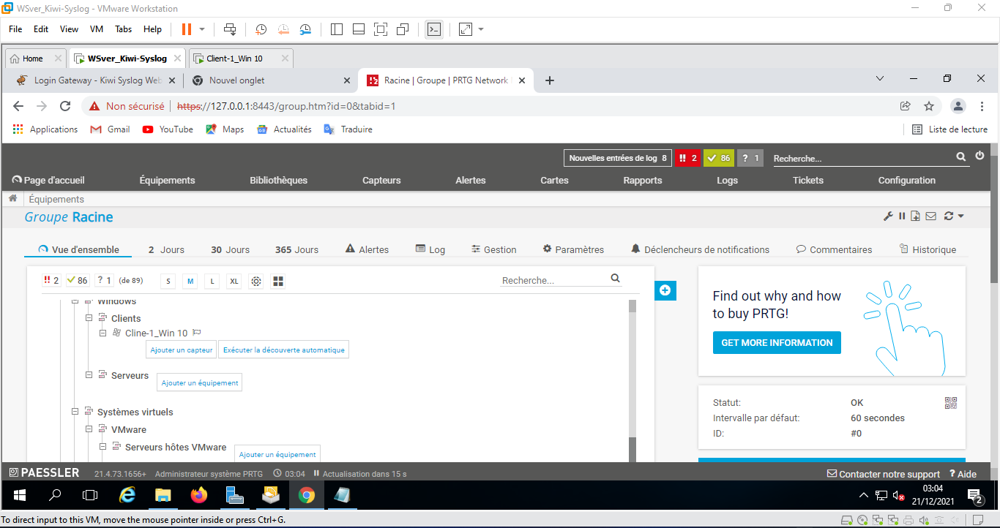 WSver_Kiwi-Syslog - VMware Workstation
File Edit View VM Tabs Help
Home WSver_Kiwi-Syslog Client-1_Win 10
Login Gateway - Kiwi Syslog Web Nouvel onglet Racine | Groupe | PRTG Network
Non sécurisé https://127.0.0.1:8443/group.htm?id=0&tabid=1
Applications Gmail YouTube Maps Actualités Traduire Liste de lecture
Nouvelles entrées de log 8 !! 2 86 ? 1 Recherche...
Page d'accueil Équipements Bibliothèques Capteurs Alertes Cartes Rapports Logs Tickets Configuration
Équipements
Groupe Racine
Vue d'ensemble 2 Jours 30 Jours 365 Jours Alertes Log Gestion Paramètres Déclencheurs de notifications Commentaires Historique
!! 2 86 ? 1 (de 89) S M L XL Recherche...
Windows
Clients
Cline-1_Win 10
Ajouter un capteur Exécuter la découverte automatique
Serveurs Ajouter un équipement
Systèmes virtuels
VMware
Serveurs hôtes VMware Ajouter un équipement
Find out why and how
to buy PRTG!
GET MORE INFORMATION
Statut: OK
Intervalle par défaut: 60 secondes
ID: #0
PAESSLER 21.4.73.1656+ Administrateur système PRTG 03:04 Actualisation dans 15 s Contacter notre support ? Aide
03:04
21/12/2021
2
To direct input to this VM, move the mouse pointer inside or press Ctrl+G.